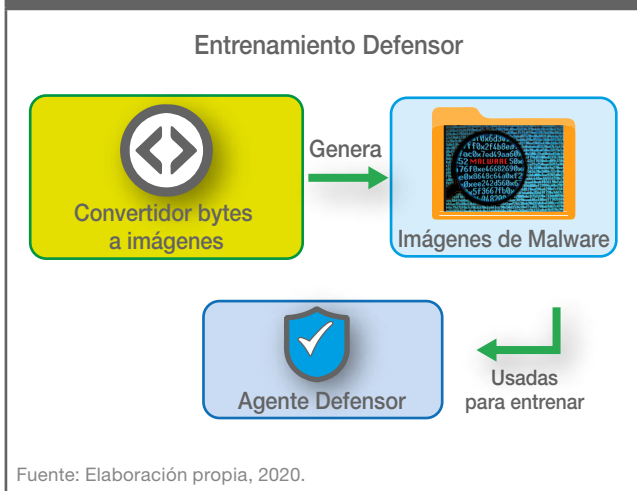 Entrenamiento Defensor
Genera
MALWARE
Convertidor bytes
a imágenes
Imágenes de Malware
Agente Defensor
Usadas
para entrenar
Fuente: Elaboración propia, 2020.